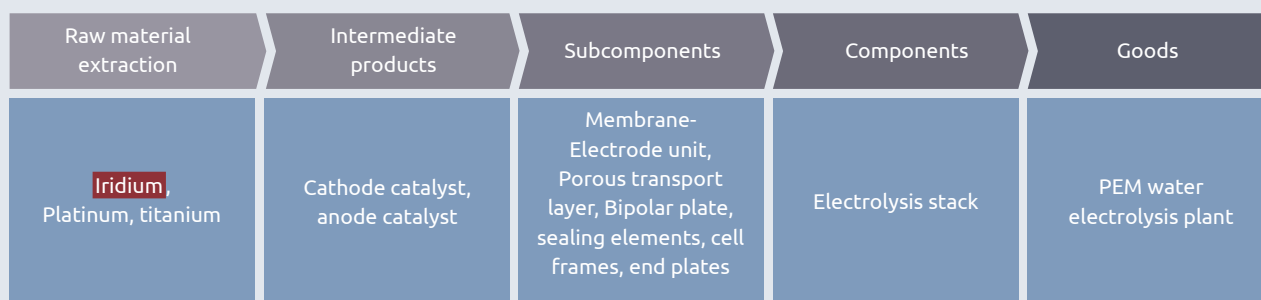 Raw material
extraction
Intermediate
products
Subcomponents
Components
Goods
Iridium,
Platinum, titanium
Cathode catalyst,
anode catalyst
Membrane-
Electrode unit,
Porous transport
layer, Bipolar plate,
sealing elements, cell
frames, end plates
Electrolysis stack
PEM water
electrolysis plant